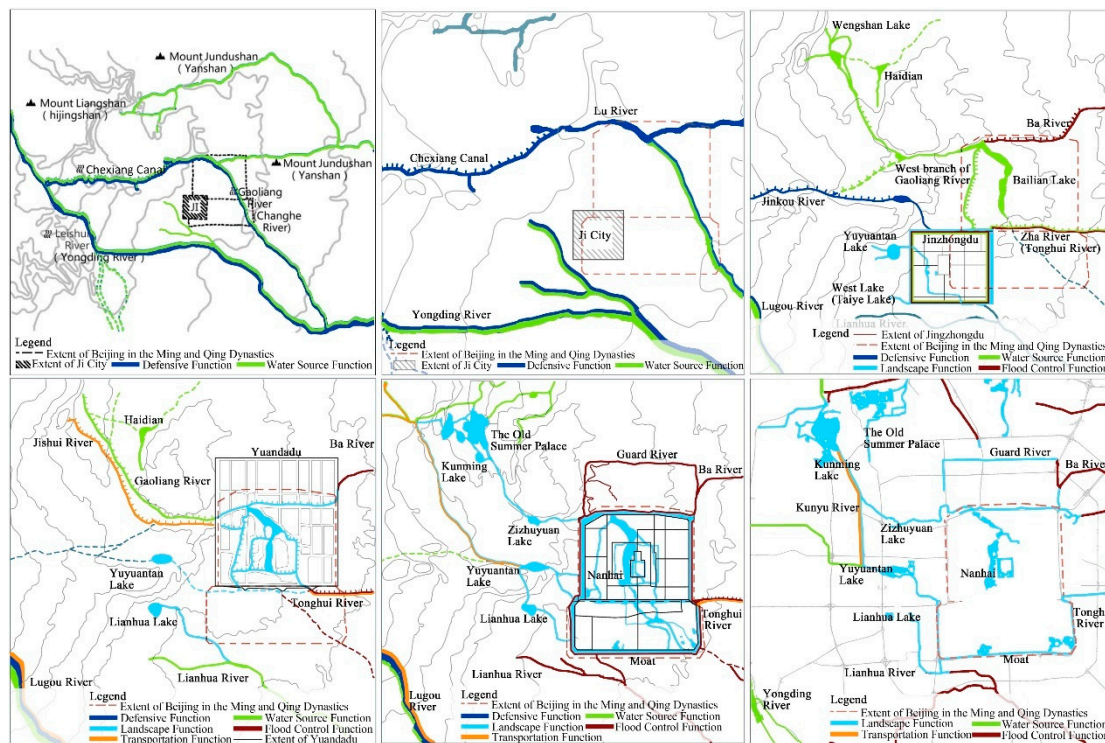 Mount Jundushan
( Yanshan )
Mount Liangshan
( hijingshan )
Chexiang Canal
Mount Jundushan
( Yanshan )
Gaoliang
River
( Changhe
River)
JI
Leishui
River
( Yongding River )
Legend
Extent of Beijing in the Ming and Qing Dynasties
Extent of Ji City
Defensive Function
Water Source Function
Lu River
Chexiang Canal
Ji City
Yongding River
Legend
Extent of Beijing in the Ming and Qing Dynasties
Extent of Ji City
Defensive Function
Water Source Function
Wengshan Lake
Haidian
Ba River
West branch of
Gaoliang River
Bailian Lake
Jinkou River
Jinzhongdu
Yuyuantan
Lake
Zha River
(Tonghui River)
West Lake
(Taiye Lake)
Lugou River
Lianhua River
Legend
Extent of Jingzhongdu
Extent of Beijing in the Ming and Qing Dynasties
Defensive Function
Water Source Function
Landscape Function
Flood Control Function
Haidian
Jishui River
Ba River
Yuandadu
Gaoliang River
Yuyuantan
Lake
Tonghui River
Lianhua Lake
Lianhua River
Lugou River
Legend
Extent of Beijing in the Ming and Qing Dynasties
Defensive Function
Water Source Function
Landscape Function
Flood Control Function
Transportation Function
Extent of Yuandadu
The Old
Summer Palace
Guard River
Kunming
Lake
Ba River
Zizhuyuan
Lake
Yuyuantan
Lake
Nanhai
Lianhua
Lake
Tonghui
River
Moat
Lianhua
River
Lugou
River
Legend
Extent of Beijing in the Ming and Qing Dynasties
Defensive Function
Water Source Function
Landscape Function
Flood Control Function
Transportation Function
The Old
Summer Palace
Guard River
Kunming
Lake
Ba River
Kunyu River
Zizhuyuan
Lake
Yuyuantan
Lake
Nanhai
Lianhua Lake
Tonghui
River
Lianhua River
Moat
Yongding
River
Legend
Extent of Beijing in the Ming and Qing Dynasties
Landscape Function
Water Source Function
Transportation Function
Flood Control Function